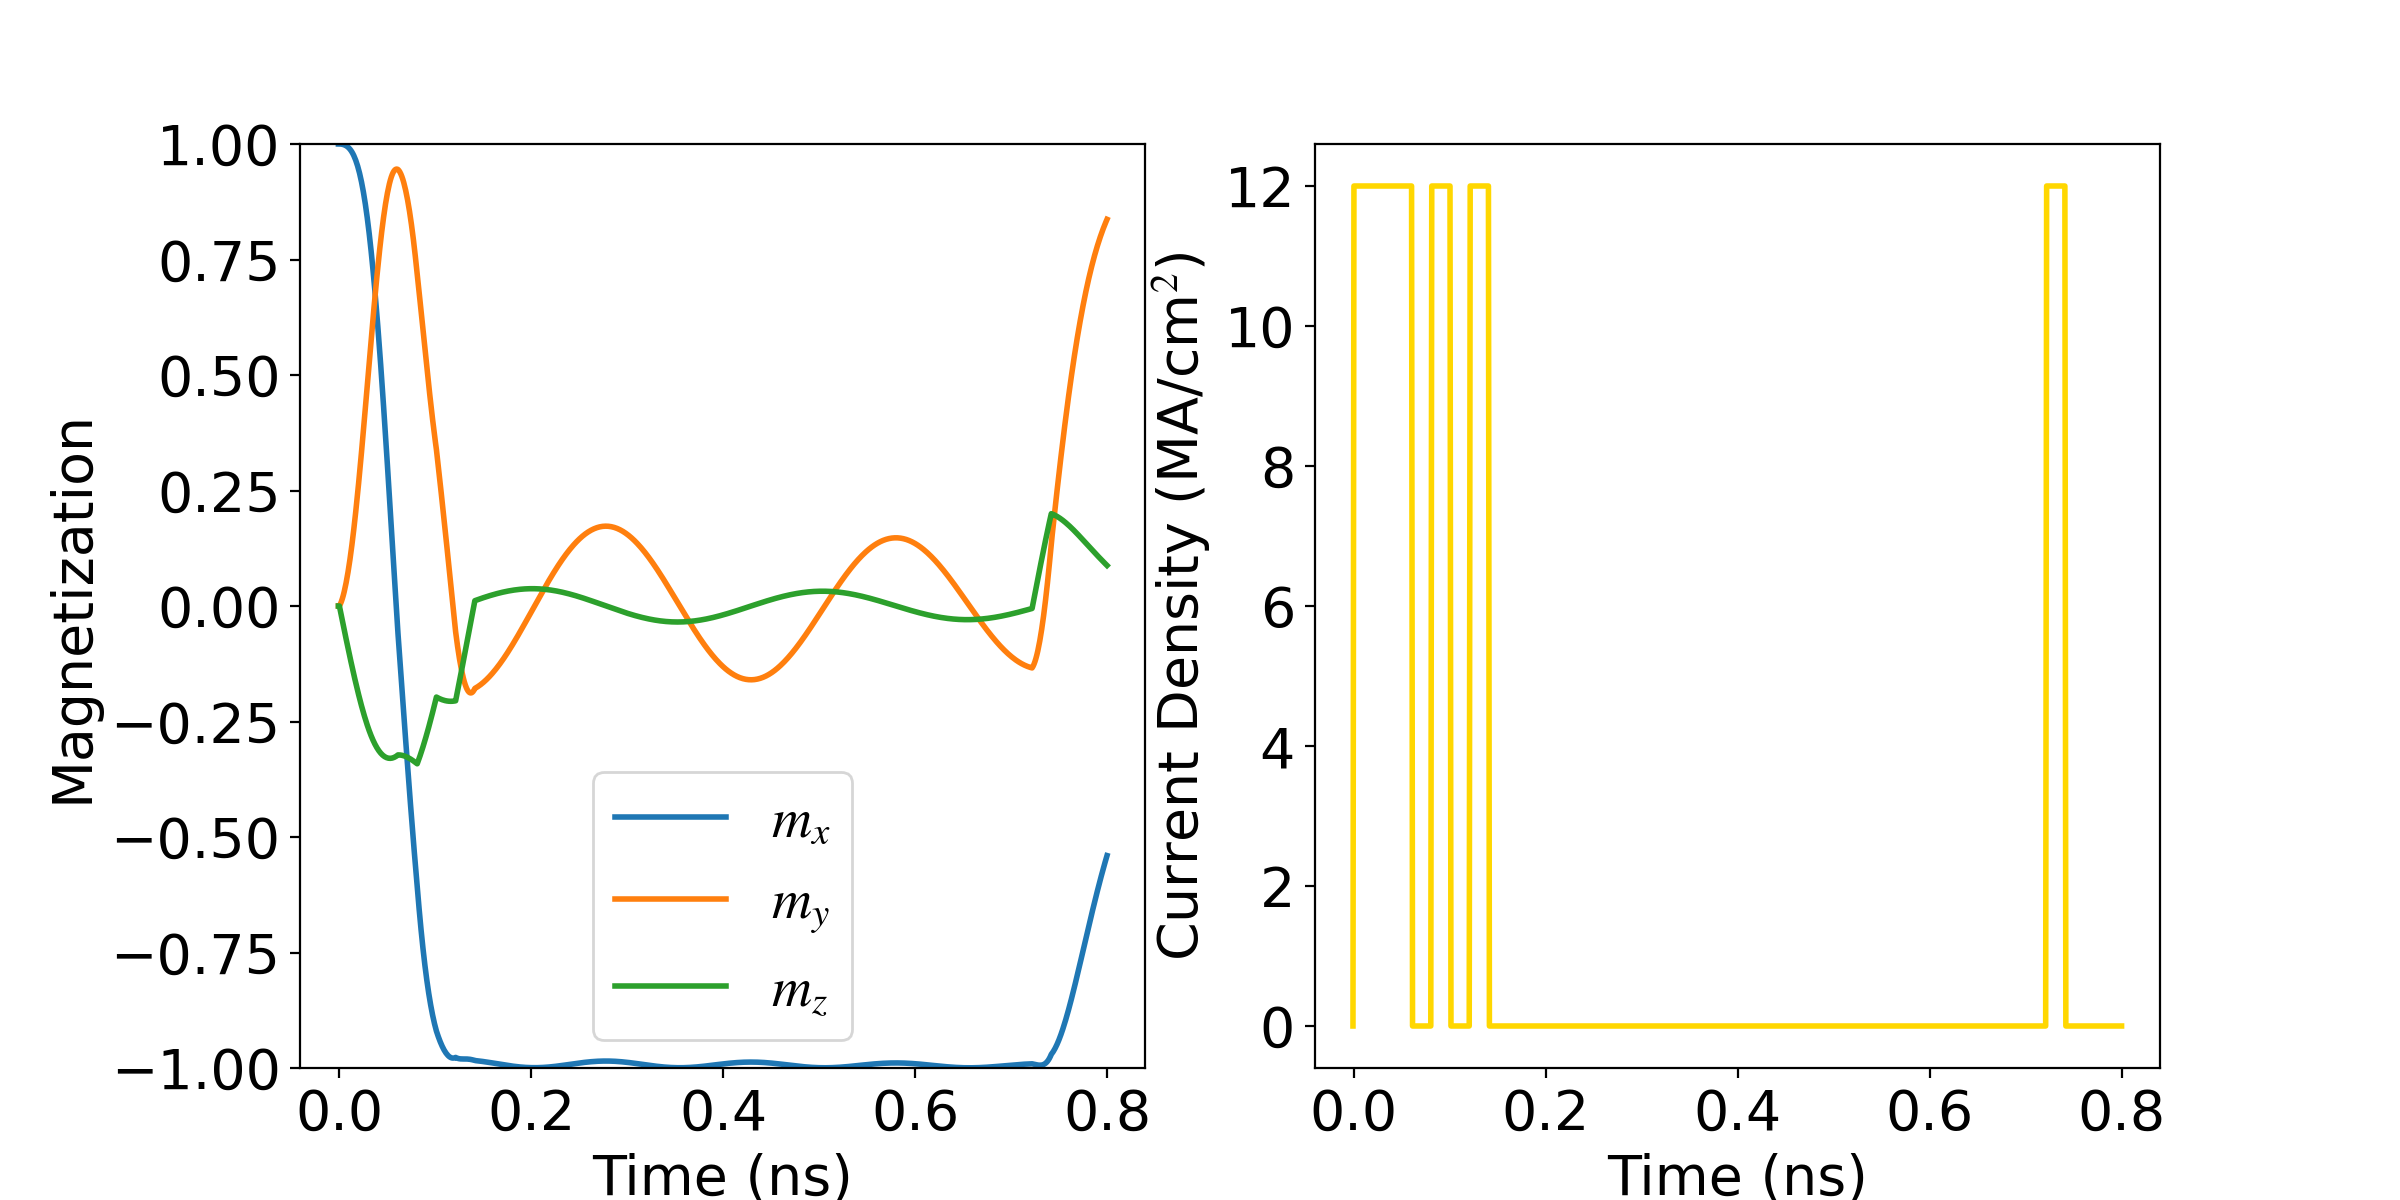 1.00
0.75
0.50
0.25
0.00
−0.25
−0.50
−0.75
−1.00
Magnetization
0.0 0.2 0.4 0.6 0.8
Time (ns)
m_x
m_y
m_z
12
10
8
6
4
2
0
Current Density (MA/cm²)
0.0 0.2 0.4 0.6 0.8
Time (ns)